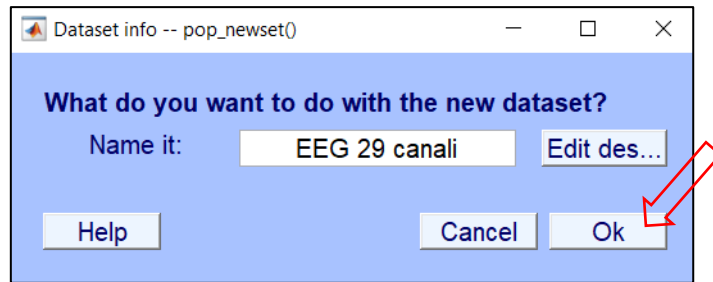 Dataset info -- pop_newset()
What do you want to do with the new dataset?
Name it: EEG 29 canali Edit des...
Help Cancel Ok